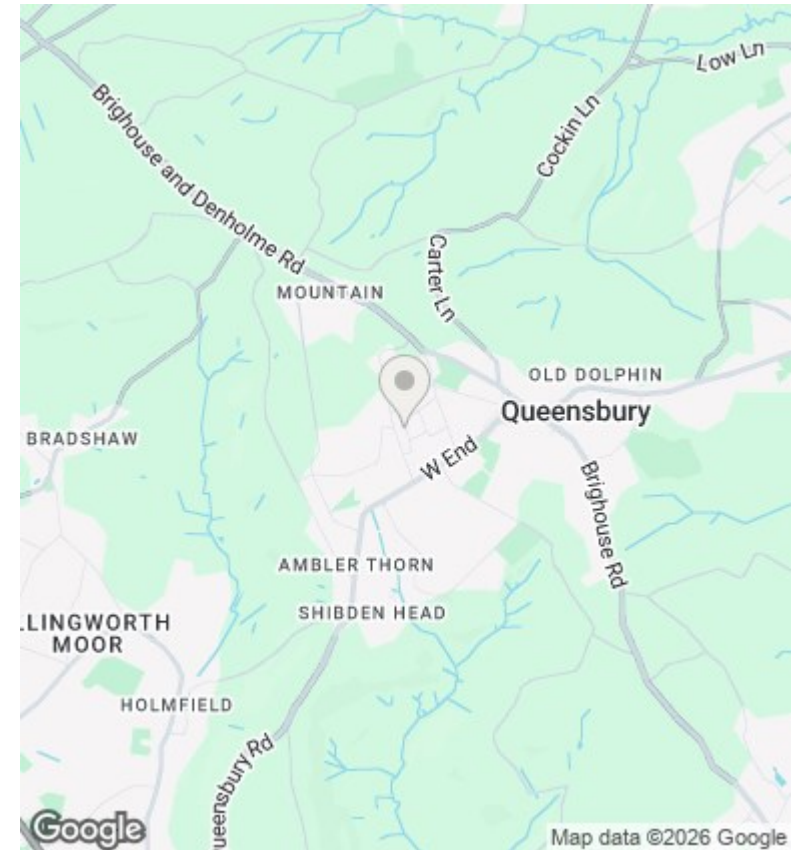 Low Ln
Cockin Ln
Brighouse and Denholme Rd
Carter Ln
MOUNTAIN
OLD DOLPHIN
Queensbury
BRADSHAW
W End
Brighouse Rd
AMBLER THORN
SHIBDEN HEAD
LLINGWORTH
MOOR
HOLMFIELD
ueensbury Rd
Google
Map data ©2026 Google